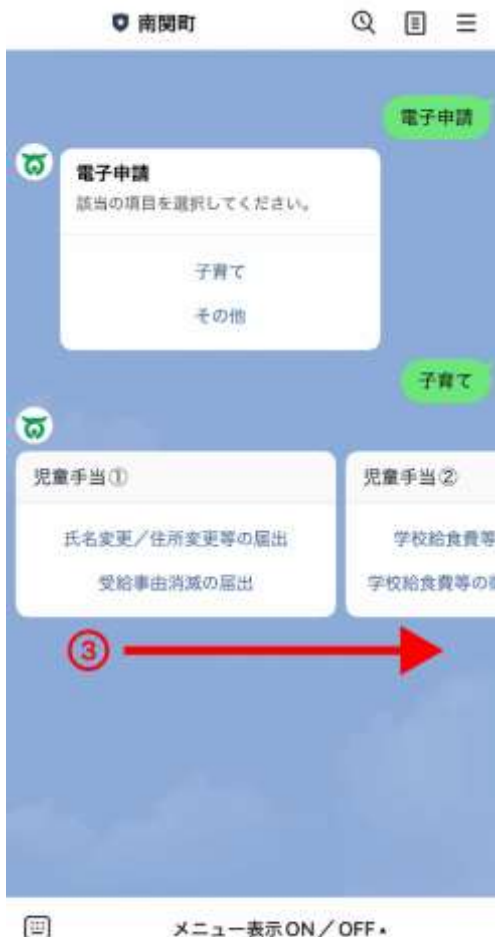 南関町
電子申請
電子申請
該当の項目を選択してください。
子育て
その他
子育て
児童手当①
児童手当②
氏名変更／住所変更等の届出
学校給食費等
受給事由消滅の届出
学校給食費等の
③
メニュー表示ON／OFF▲